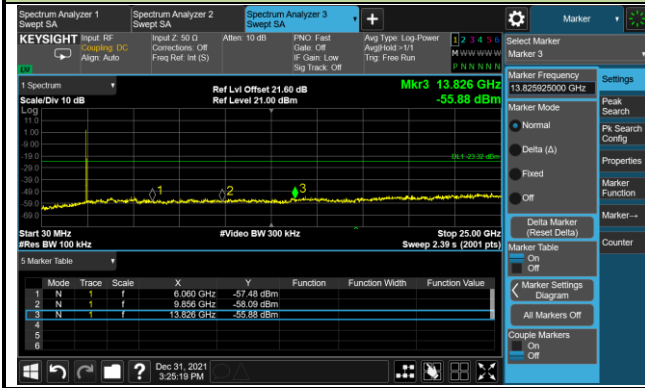 Spectrum Analyzer 1
Swept SA
Spectrum Analyzer 2
Swept SA
Spectrum Analyzer 3
Swept SA
Marker
KEYSIGHT
Input: RF
Coupling: DC
Align: Auto
Input Z: 50 Ω
Corrections: Off
Freq Ref: Int (S)
Atten: 10 dB
PNO: Fast
Gate: Off
IF Gain: Low
Sig Track: Off
Avg Type: Log-Power
Avg|Hold:>1/1
Trig: Free Run
1 2 3 4 5 6
M W W W W W
P N N N N N
LV
Select Marker
Marker 3
1 Spectrum
Scale/Div 10 dB
Log
Ref Lvl Offset 21.60 dB
Ref Level 21.00 dBm
Mkr3 13.826 GHz
-55.88 dBm
11.0
1.00
-9.00
-19.0
-29.0
-39.0
-49.0
-59.0
-69.0
DL1 -23.32 dBm
1
2
3
Start 30 MHz
#Res BW 100 kHz
#Video BW 300 kHz
Stop 25.00 GHz
Sweep 2.39 s (2001 pts)
5 Marker Table
Mode Trace Scale X Y Function Function Width Function Value
1 N 1 f 6.060 GHz -57.48 dBm
2 N 1 f 9.856 GHz -58.09 dBm
3 N 1 f 13.826 GHz -55.88 dBm
4
5
6
Dec 31, 2021
3:25:19 PM
Marker Frequency
13.825925000 GHz
Marker Mode
Normal
Delta (Δ)
Fixed
Off
Delta Marker
(Reset Delta)
Marker Table
On
Off
Marker Settings
Diagram
All Markers Off
Couple Markers
On
Off
Settings
Peak
Search
Pk Search
Config
Properties
Marker
Function
Marker→
Counter